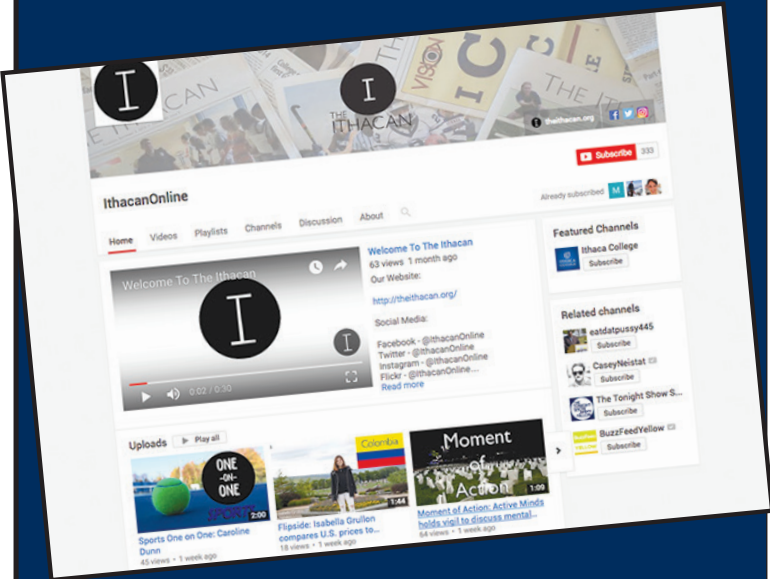 I
THE
ITHACAN
theithacan.org
Subscribe 333
IthacanOnline
Already subscribed
M
Home Videos Playlists Channels Discussion About
Welcome To The Ithacan
I
0:02 / 0:30
Welcome To The Ithacan
63 views 1 month ago
Our Website:
http://theithacan.org/
Social Media:
Facebook - @IthacanOnline
Twitter - @IthacanOnline
Instagram - @IthacanOnline
Flickr - @IthacanOnline....
Read more
Featured Channels
Ithaca College
Subscribe
Related channels
eatdatpussy445
Subscribe
CaseyNeistat
Subscribe
The Tonight Show S...
Subscribe
BuzzFeedYellow
Subscribe
Uploads Play all
ONE
-ON-
ONE
SPORTS
2:00
Sports One on One: Caroline
Dunn
45 views • 1 week ago
Colombia
1:44
Flipside: Isabella Grullon
compares U.S. prices to...
18 views • 1 week ago
Moment
of
Action
1:09
Moment of Action: Active Minds
holds vigil to discuss mental...
64 views • 1 week ago